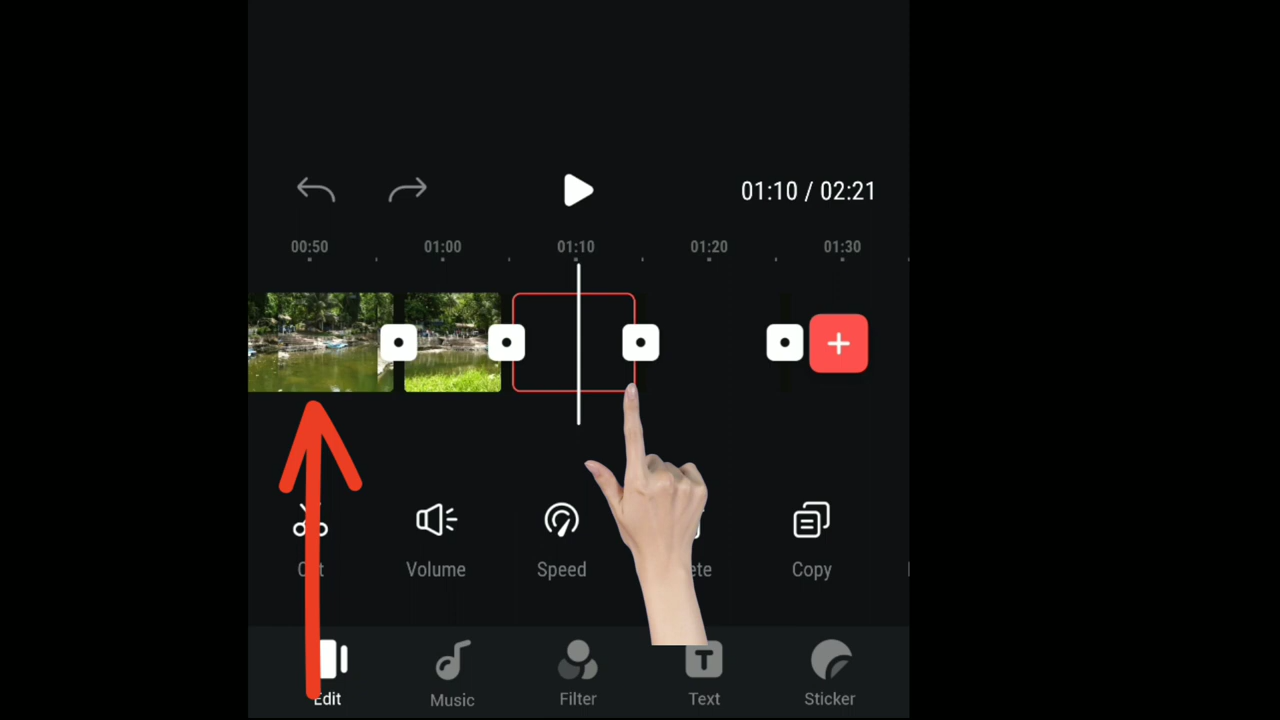 01:10 / 02:21
00:50 01:00 01:10 01:20 01:30
Volume Speed Copy
Edit Music Filter Text Sticker